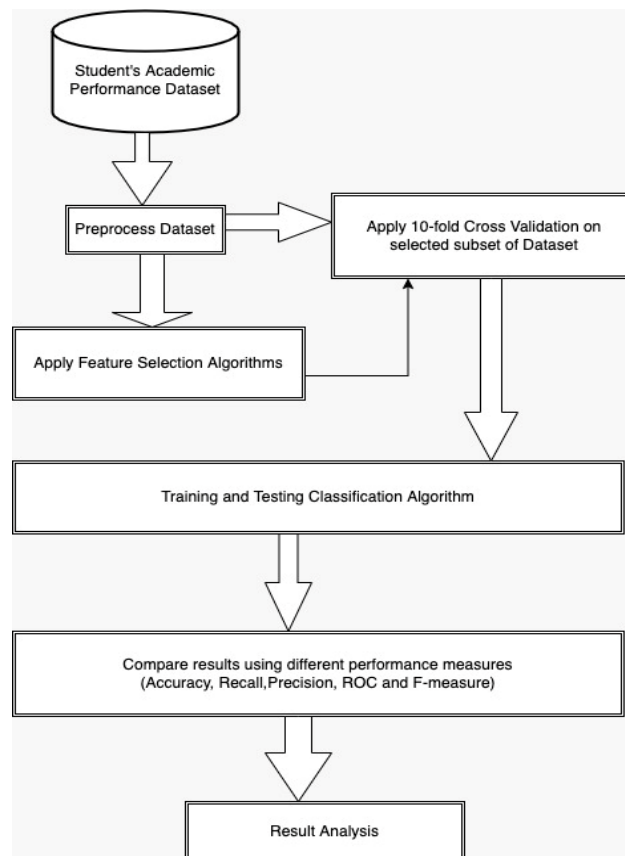 Student's Academic
Performance Dataset
Preprocess Dataset
Apply 10-fold Cross Validation on
selected subset of Dataset
Apply Feature Selection Algorithms
Training and Testing Classification Algorithm
Compare results using different performance measures
(Accuracy, Recall,Precision, ROC and F-measure)
Result Analysis